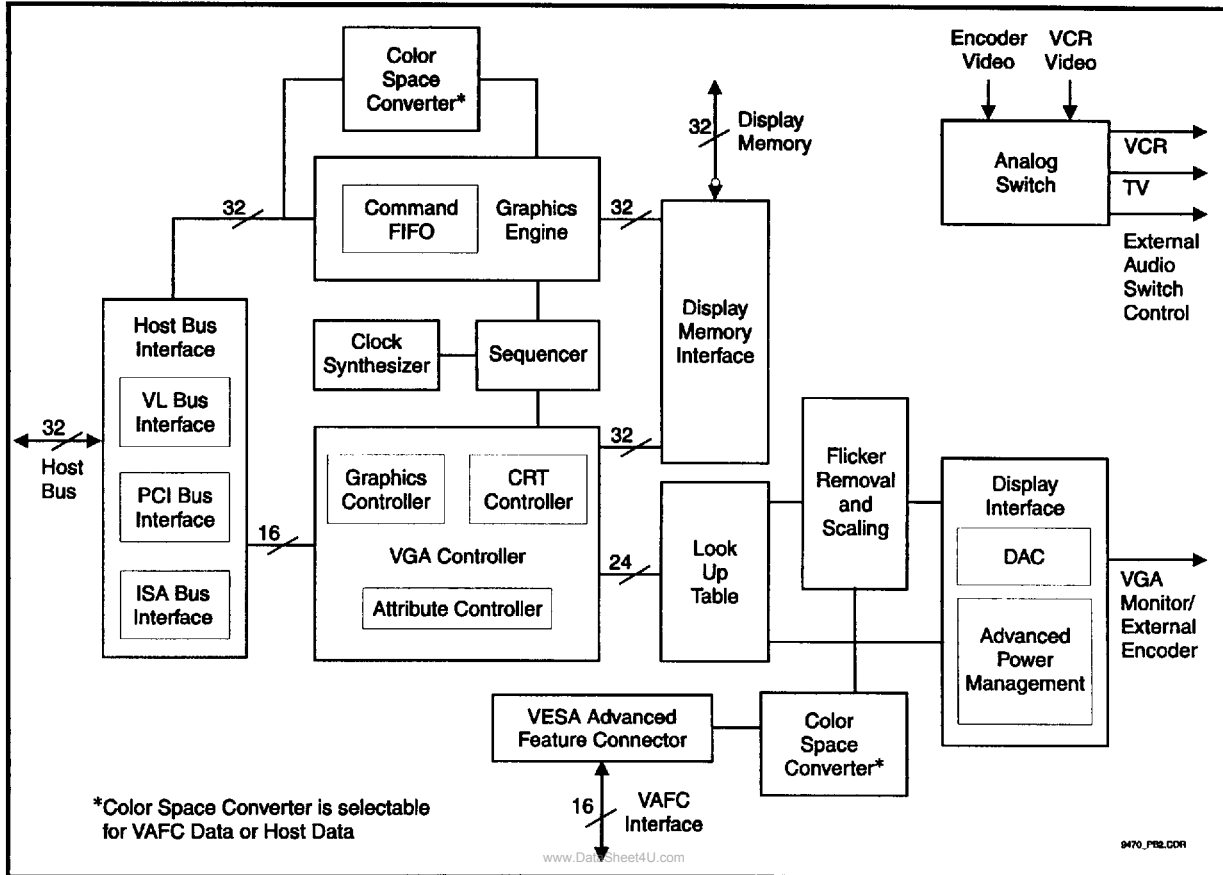 Color
Space
Converter*
Encoder
Video
VCR
Video
32
Display
Memory
Analog
Switch
VCR
TV
External
Audio
Switch
Control
32
Command
FIFO
Graphics
Engine
32
Host Bus
Interface
VL Bus
Interface
PCI Bus
Interface
ISA Bus
Interface
32
Host
Bus
Clock
Synthesizer
Sequencer
Display
Memory
Interface
16
Graphics
Controller
CRT
Controller
VGA Controller
Attribute Controller
32
24
Look
Up
Table
Flicker
Removal
and
Scaling
Display
Interface
DAC
Advanced
Power
Management
VGA
Monitor/
External
Encoder
VESA Advanced
Feature Connector
Color
Space
Converter*
16
VAFC
Interface
*Color Space Converter is selectable
for VAFC Data or Host Data
www.DataSheet4U.com
9470_PB2.CDR